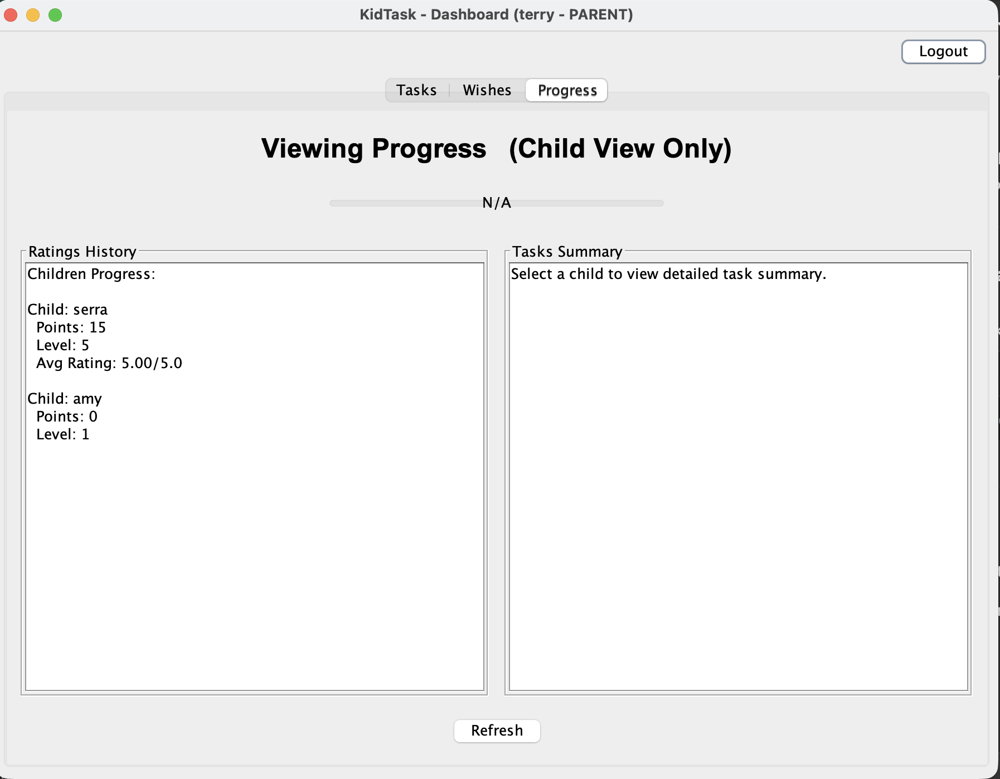 KidTask - Dashboard (terry - PARENT)
Logout
Tasks
Wishes
Progress
Viewing Progress   (Child View Only)
N/A
Ratings History
Children Progress:
Child: serra
Points: 15
Level: 5
Avg Rating: 5.00/5.0
Child: amy
Points: 0
Level: 1
Tasks Summary
Select a child to view detailed task summary.
Refresh